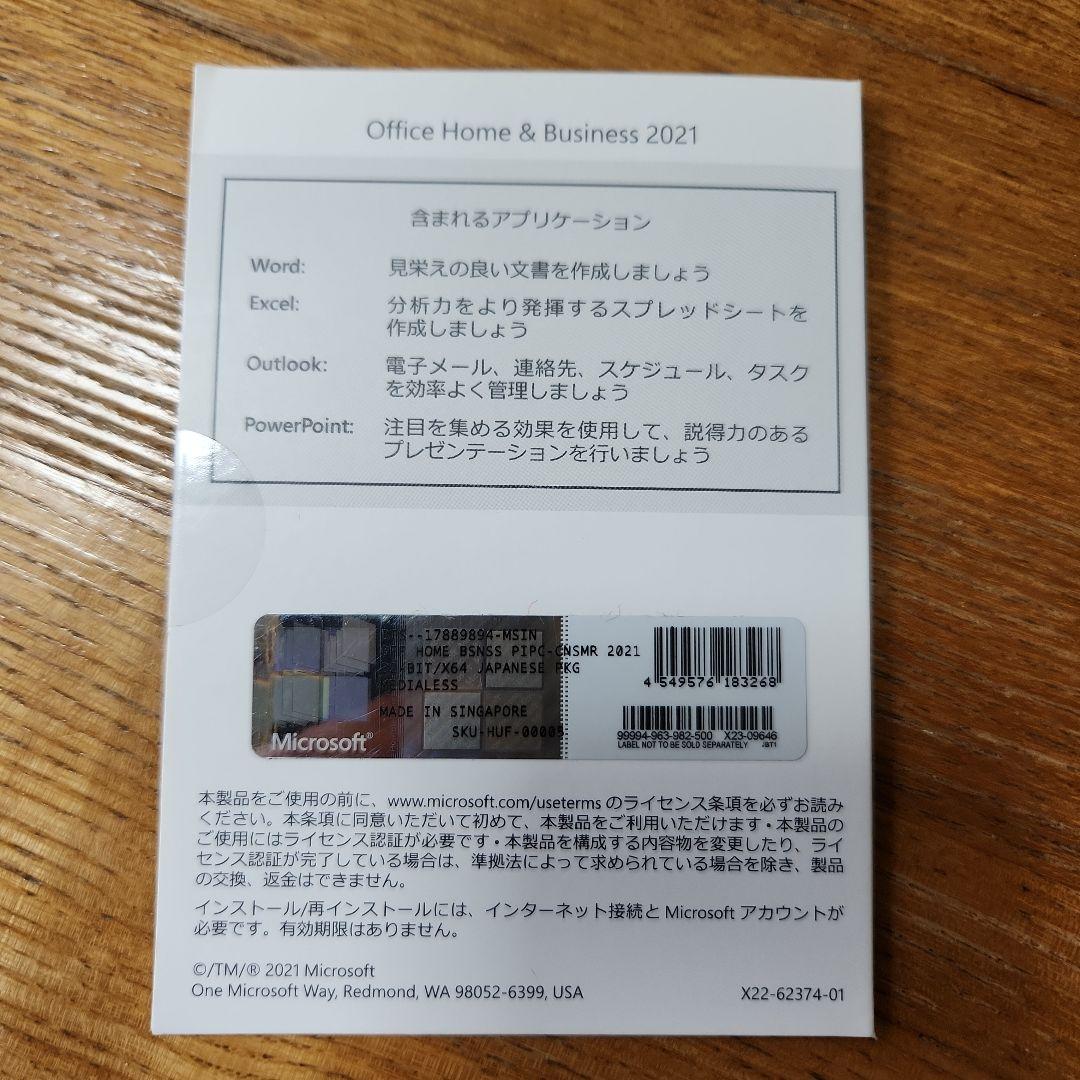 Office Home & Business 2021
含まれるアプリケーション
Word: 見栄えの良い文書を作成しましょう
Excel: 分析力をより発揮するスプレッドシートを
作成しましょう
Outlook: 電子メール、連絡先、スケジュール、タスク
を効率よく管理しましょう
PowerPoint: 注目を集める効果を使用して、説得力のある
プレゼンテーションを行いましょう
--17889894-MSIN
HOME BSNSS PIPC-CNSMR 2021
-BIT/X64 JAPANESE PKG
MEDIALESS
MADE IN SINGAPORE
SKU-HUF-00005
Microsoft®
4 549576 183268
99994-963-982-500 X23-09646
LABEL NOT TO BE SOLD SEPARATELY .BT1
本製品をご使用の前に、www.microsoft.com/useterms のライセンス条項を必ずお読み
ください。本条項に同意いただいて初めて、本製品をご利用いただけます・本製品の
ご使用にはライセンス認証が必要です・本製品を構成する内容物を変更したり、ライ
センス認証が完了している場合は、準拠法によって求められている場合を除き、製品
の交換、返金はできません。
インストール/再インストールには、インターネット接続と Microsoft アカウントが
必要です。有効期限はありません。
©/TM/® 2021 Microsoft
One Microsoft Way, Redmond, WA 98052-6399, USA
X22-62374-01